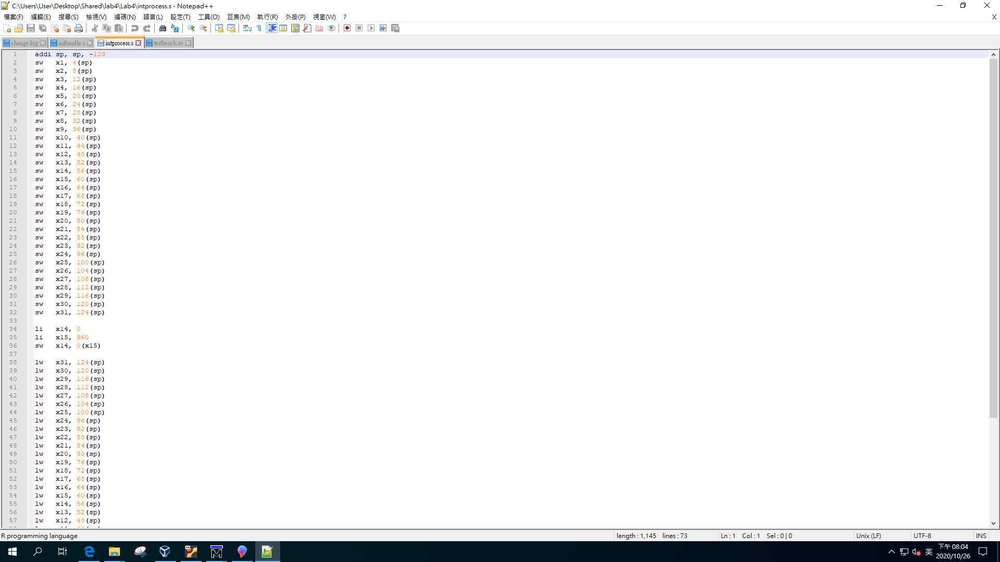 C:\Users\User\Desktop\Shared\lab4\Lab4\intprocess.s - Notepad++
檔案(F) 編輯(E) 搜尋(S) 檢視(V) 編碼(N) 語言(L) 設定(T) 工具(O) 巨集(M) 執行(R) 外掛(P) 視窗(W) ? X
change.log inthandle.s intprocess.s testbench.sv
1 addi sp, sp, -128
2 sw x1, 4(sp)
3 sw x2, 8(sp)
4 sw x3, 12(sp)
5 sw x4, 16(sp)
6 sw x5, 20(sp)
7 sw x6, 24(sp)
8 sw x7, 28(sp)
9 sw x8, 32(sp)
10 sw x9, 36(sp)
11 sw x10, 40(sp)
12 sw x11, 44(sp)
13 sw x12, 48(sp)
14 sw x13, 52(sp)
15 sw x14, 56(sp)
16 sw x15, 60(sp)
17 sw x16, 64(sp)
18 sw x17, 68(sp)
19 sw x18, 72(sp)
20 sw x19, 76(sp)
21 sw x20, 80(sp)
22 sw x21, 84(sp)
23 sw x22, 88(sp)
24 sw x23, 92(sp)
25 sw x24, 96(sp)
26 sw x25, 100(sp)
27 sw x26, 104(sp)
28 sw x27, 108(sp)
29 sw x28, 112(sp)
30 sw x29, 116(sp)
31 sw x30, 120(sp)
32 sw x31, 124(sp)
33
34 li x14, 0
35 li x15, 960
36 sw x14, 0(x15)
37
38 lw x31, 124(sp)
39 lw x30, 120(sp)
40 lw x29, 116(sp)
41 lw x28, 112(sp)
42 lw x27, 108(sp)
43 lw x26, 104(sp)
44 lw x25, 100(sp)
45 lw x24, 96(sp)
46 lw x23, 92(sp)
47 lw x22, 88(sp)
48 lw x21, 84(sp)
49 lw x20, 80(sp)
50 lw x19, 76(sp)
51 lw x18, 72(sp)
52 lw x17, 68(sp)
53 lw x16, 64(sp)
54 lw x15, 60(sp)
55 lw x14, 56(sp)
56 lw x13, 52(sp)
57 lw x12, 48(sp)
R programming language length : 1,145 lines : 73 Ln : 1 Col : 1 Sel : 0 | 0 Unix (LF) UTF-8 INS
英 下午 08:04
2020/10/26